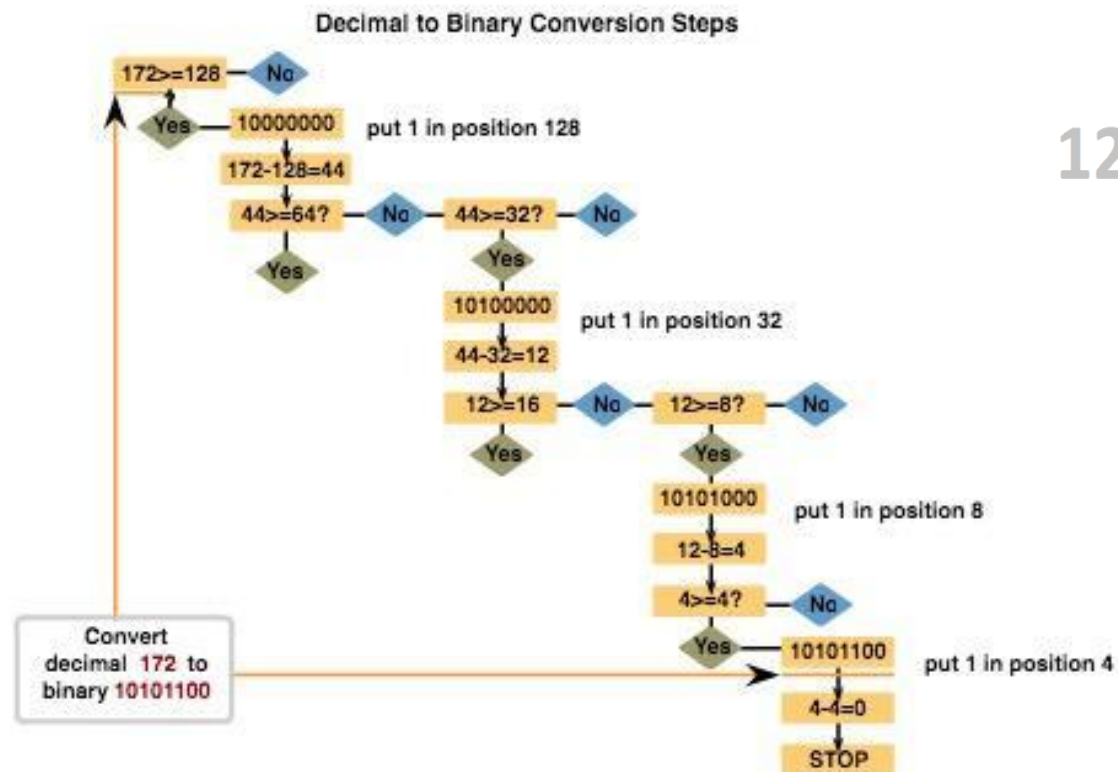 Decimal to Binary Conversion Steps
172>=128
No
Yes
10000000
put 1 in position 128
12
172-128=44
44>=64?
No
44>=32?
No
Yes
Yes
10100000
put 1 in position 32
44-32=12
12>=16
No
12>=8?
No
Yes
Yes
10101000
put 1 in position 8
12-8=4
4>=4?
No
Yes
10101100
put 1 in position 4
4-4=0
STOP
Convert
decimal 172 to
binary 10101100